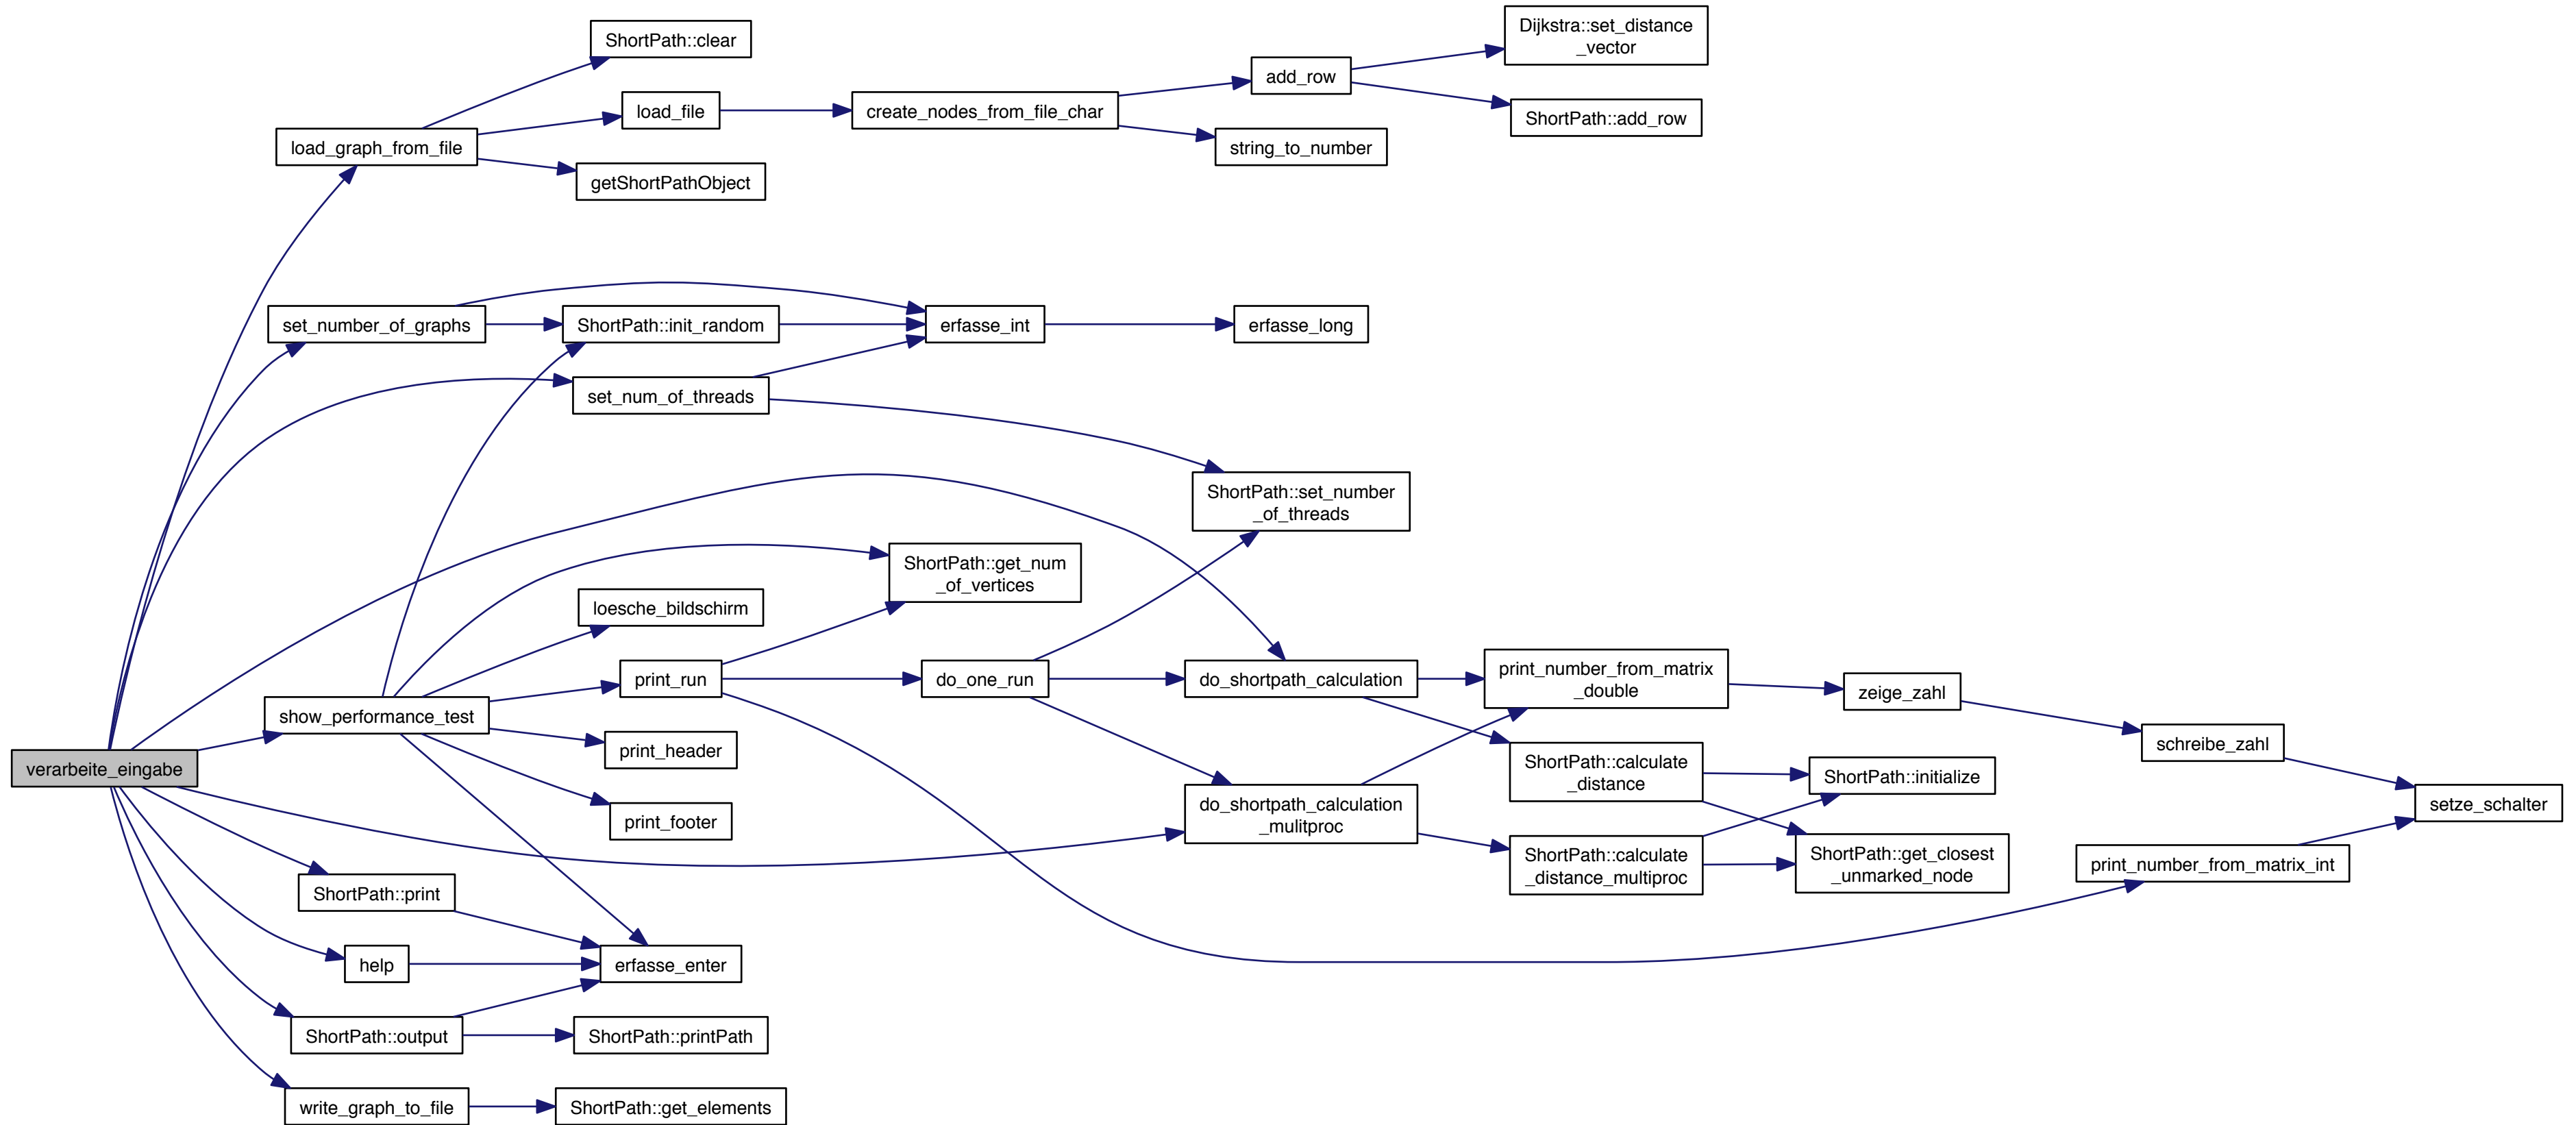 ShortPath::clear
Dijkstra::set_distance
_vector
add_row
load_file
create_nodes_from_file_char
ShortPath::add_row
load_graph_from_file
string_to_number
getShortPathObject
set_number_of_graphs
ShortPath::init_random
erfasse_int
erfasse_long
set_num_of_threads
ShortPath::set_number
_of_threads
ShortPath::get_num
_of_vertices
loesche_bildschirm
print_run
do_one_run
do_shortpath_calculation
print_number_from_matrix
_double
zeige_zahl
show_performance_test
print_header
schreibe_zahl
verarbeite_eingabe
ShortPath::calculate
_distance
ShortPath::initialize
setze_schalter
print_footer
do_shortpath_calculation
_mulitproc
ShortPath::calculate
_distance_multiproc
ShortPath::get_closest
_unmarked_node
print_number_from_matrix_int
ShortPath::print
help
erfasse_enter
ShortPath::output
ShortPath::printPath
write_graph_to_file
ShortPath::get_elements